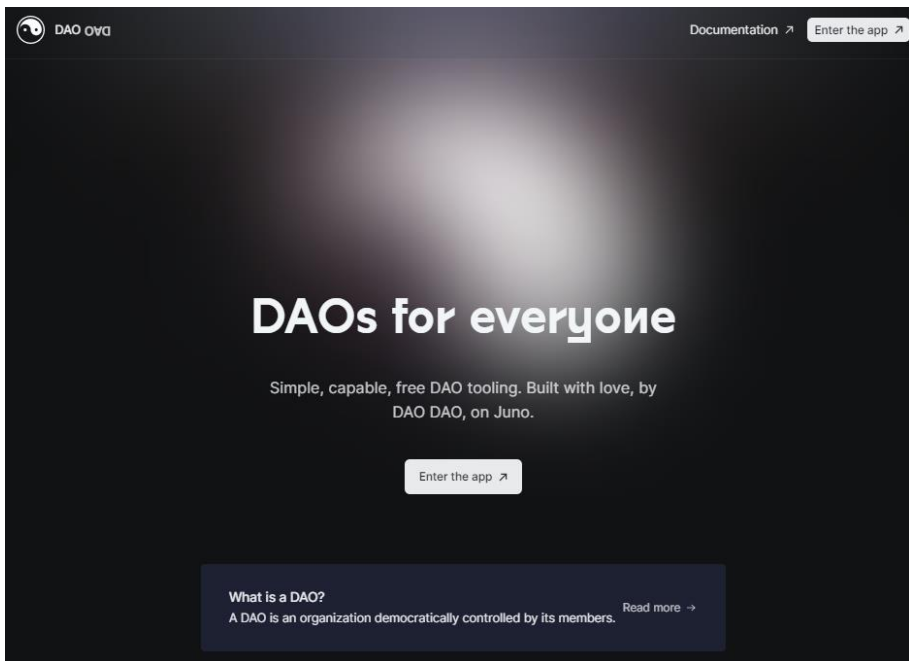 DAO DAO
Documentation ↗
Enter the app ↗
DAOs for everyone
Simple, capable, free DAO tooling. Built with love, by
DAO DAO, on Juno.
Enter the app ↗
What is a DAO?
A DAO is an organization democratically controlled by its members.
Read more →